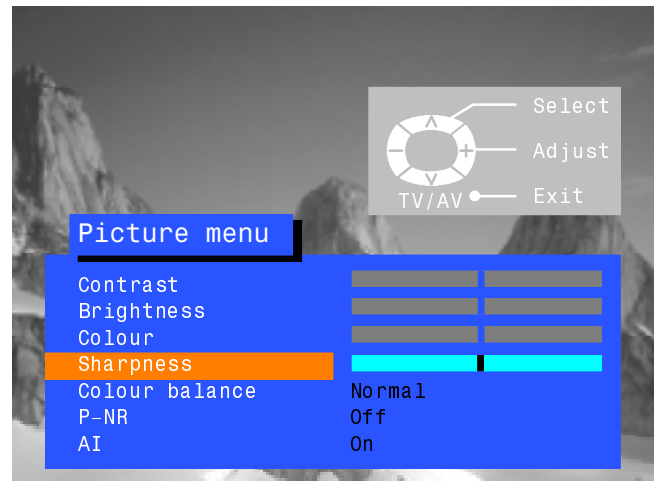 Select
Adjust
TV/AV Exit
Picture menu
Contrast
Brightness
Colour
Sharpness
Colour balance Normal
P-NR Off
AI On